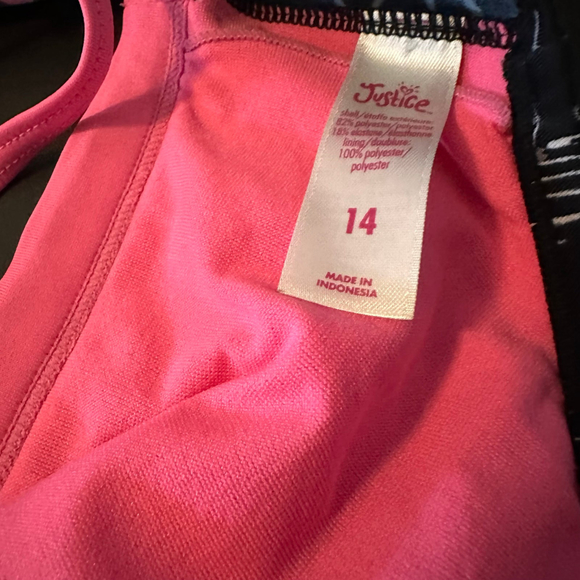 Justice
shell/étoffe extérieure:
82% polyester/polyester
18% elastane/élasthanne
lining/doublure:
100% polyester/
polyester
14
MADE IN
INDONESIA